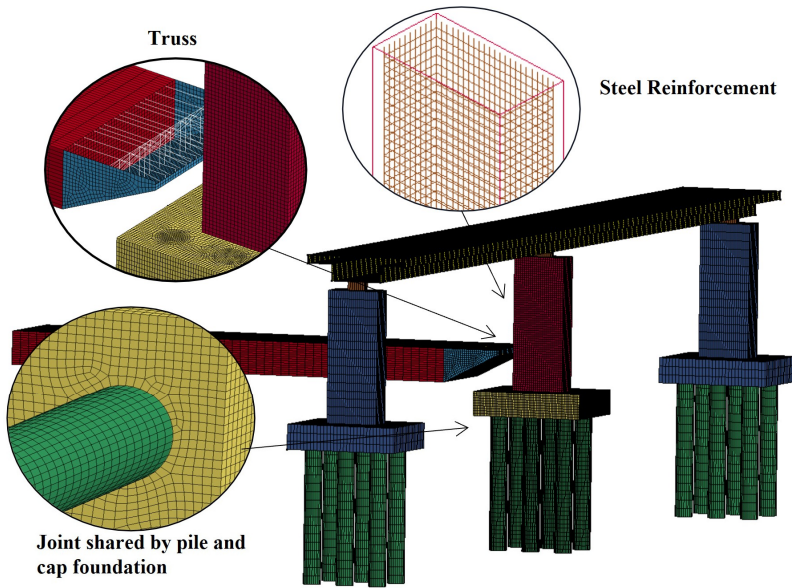 Truss
Steel Reinforcement
Joint shared by pile and
cap foundation